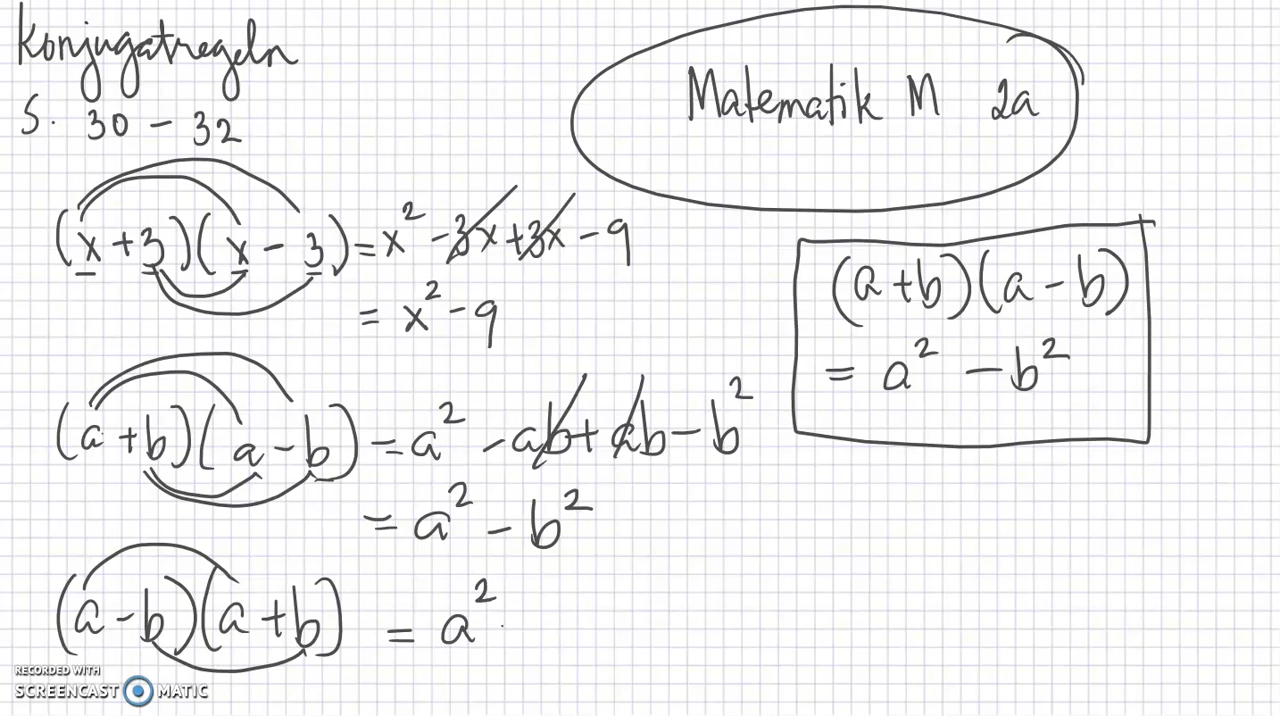 Konjugatregeln
S. 30 - 32
Matematik M 2a
(x + 3)(x - 3) = x² - 3x + 3x - 9
= x² - 9
(a + b)(a - b) = a² - ab + ab - b²
= a² - b²
(a - b)(a + b) = a²
(a + b)(a - b)
= a² - b²
RECORDED WITH
SCREENCAST MATIC